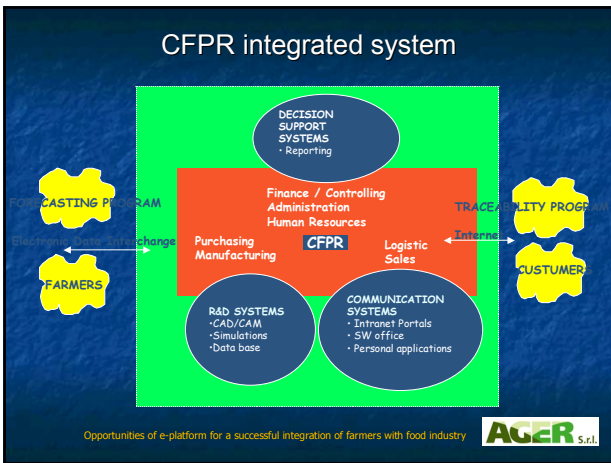 CFPR integrated system
DECISION
SUPPORT
SYSTEMS
• Reporting
FORECASTING PROGRAM
Electronic Data Interchange
FARMERS
Finance / Controlling
Administration
Human Resources
Purchasing
Manufacturing
CFPR
Logistic
Sales
TRACEABILITY PROGRAM
Internet
CUSTUMERS
R&D SYSTEMS
•CAD/CAM
•Simulations
•Data base
COMMUNICATION
SYSTEMS
• Intranet Portals
• SW office
• Personal applications
Opportunities of e-platform for a successful integration of farmers with food industry
AGER S.r.l.